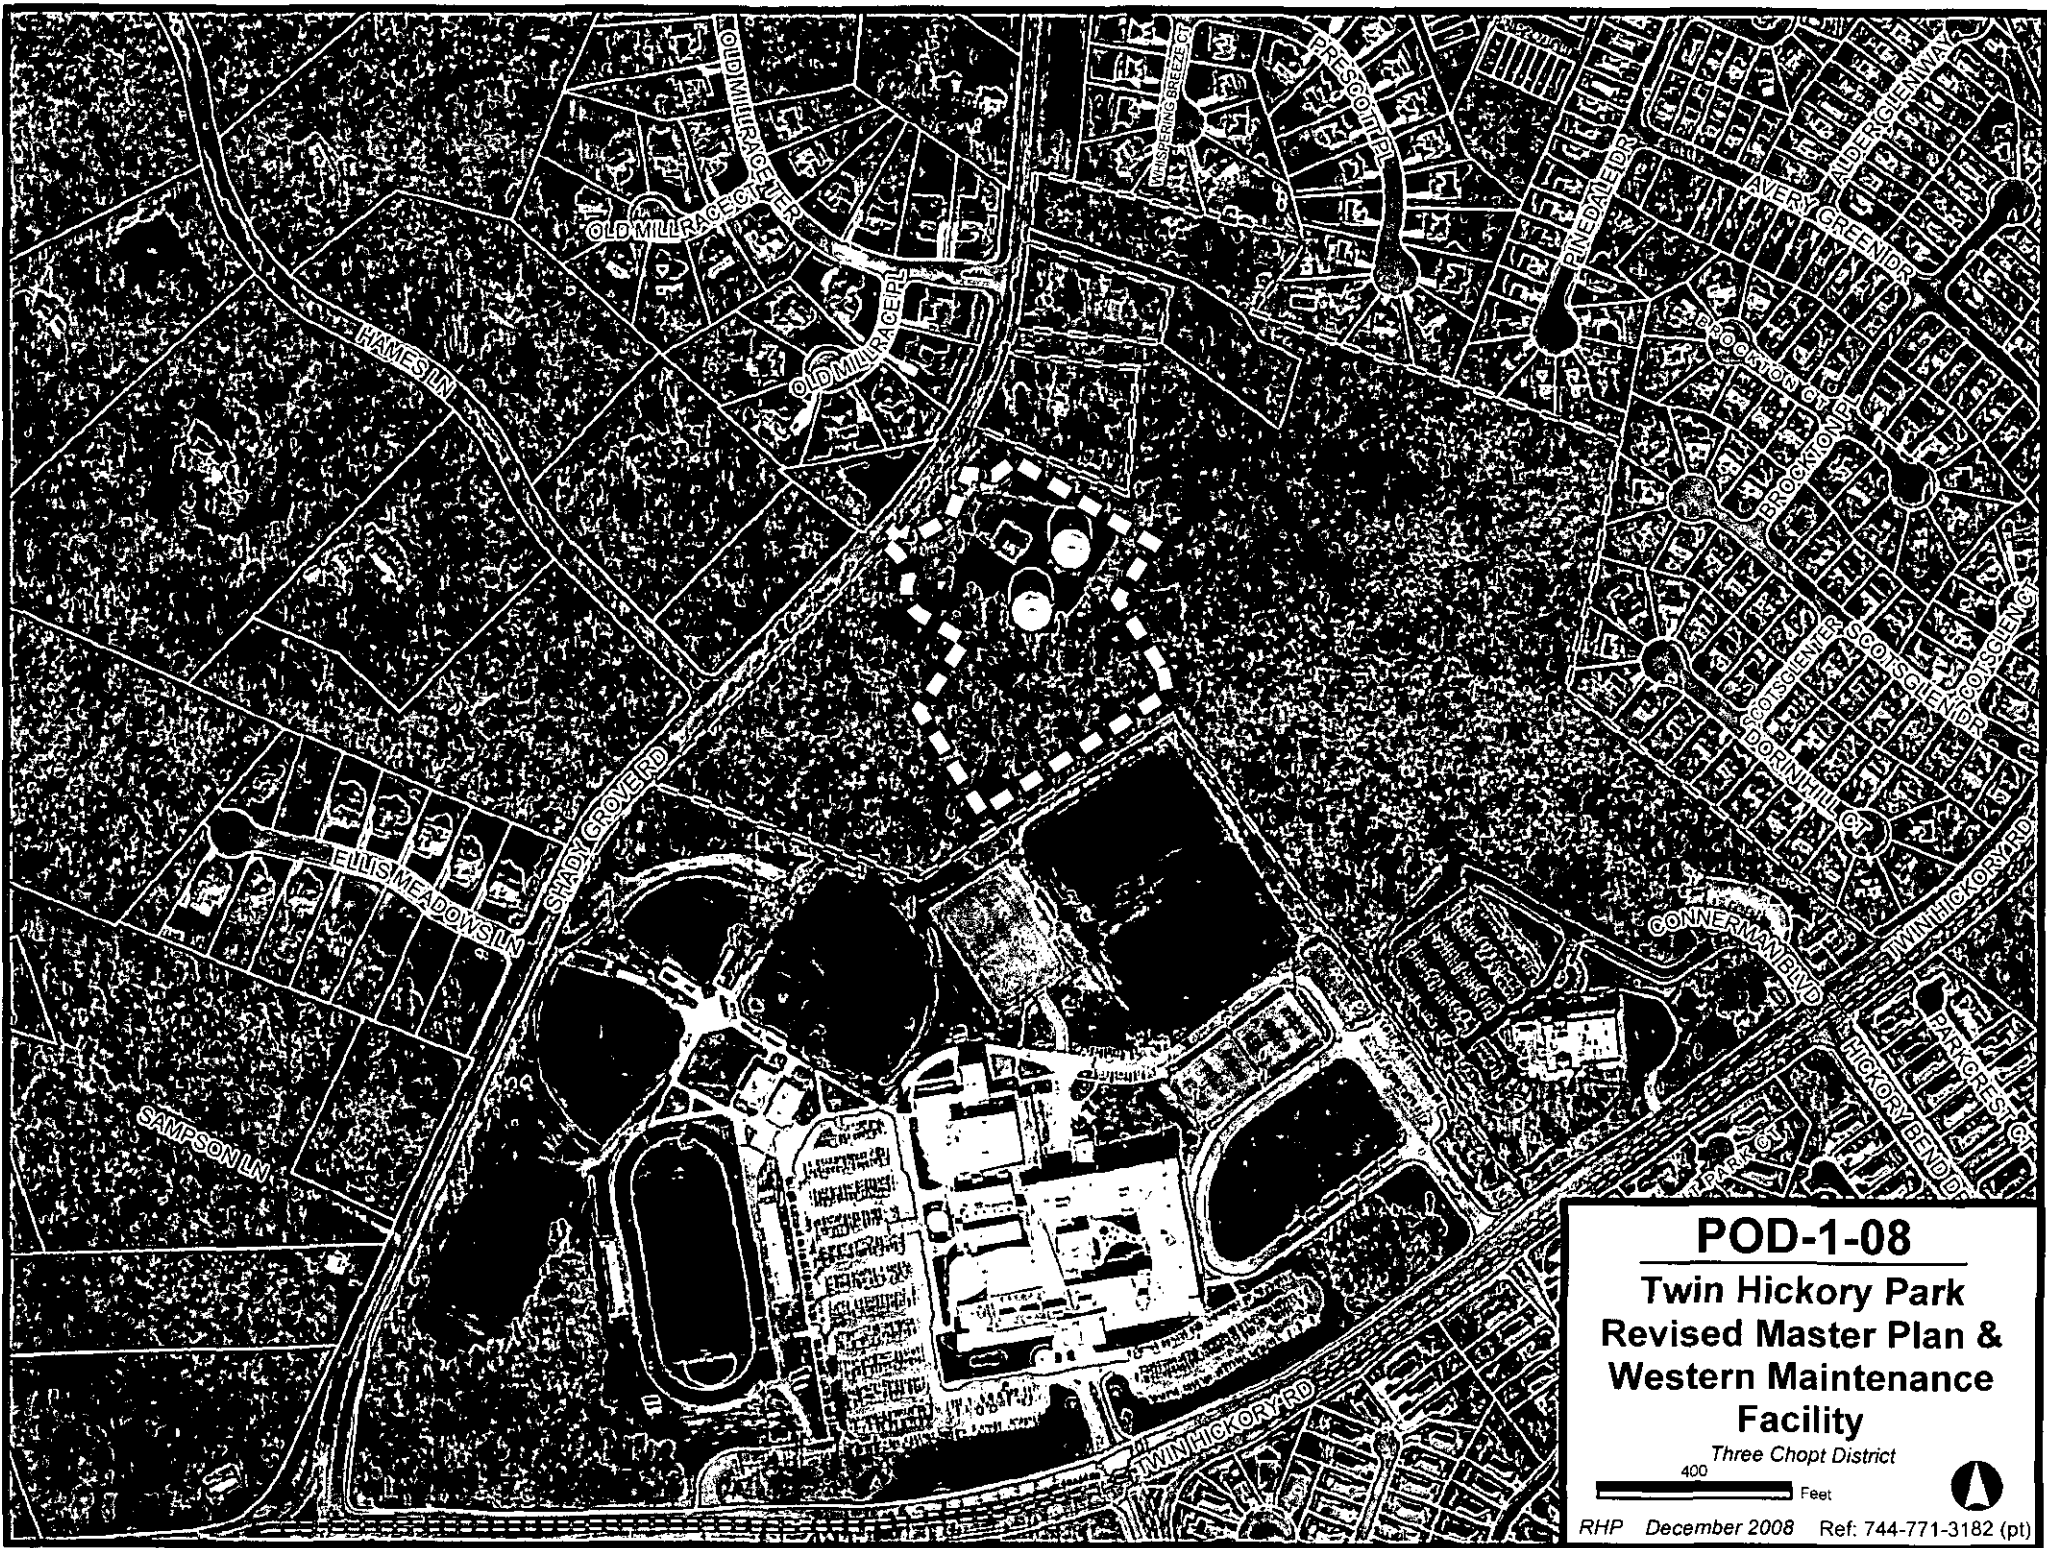 OLD MILLRACE TER
WHISPERING BREEZE CT
PRESCOTT PL
ALDER GLEN WAY
PINEDALE DR
AVERY GREEN DR
OLD MILLRACE CT
OLD MILLRACE PL
HAMES LN
BROCKTON CT
BROCKTON PL
SHADY GROVE RD
SCOTSGLEN TER
SCOTSGLEN DR
SCOTSGLEN CT
DORIN HILL CT
ELLIS MEADOWS LN
TWIN HICKORY RD
CONNERMAN BLVD
PARKCREST CT
HICKORY BEND DR
PARK CT
SAMPSON LN
TWIN HICKORY RD
POD-1-08
Twin Hickory Park
Revised Master Plan &
Western Maintenance
Facility
Three Chopt District
400
Feet
RHP December 2008 Ref: 744-771-3182 (pt)